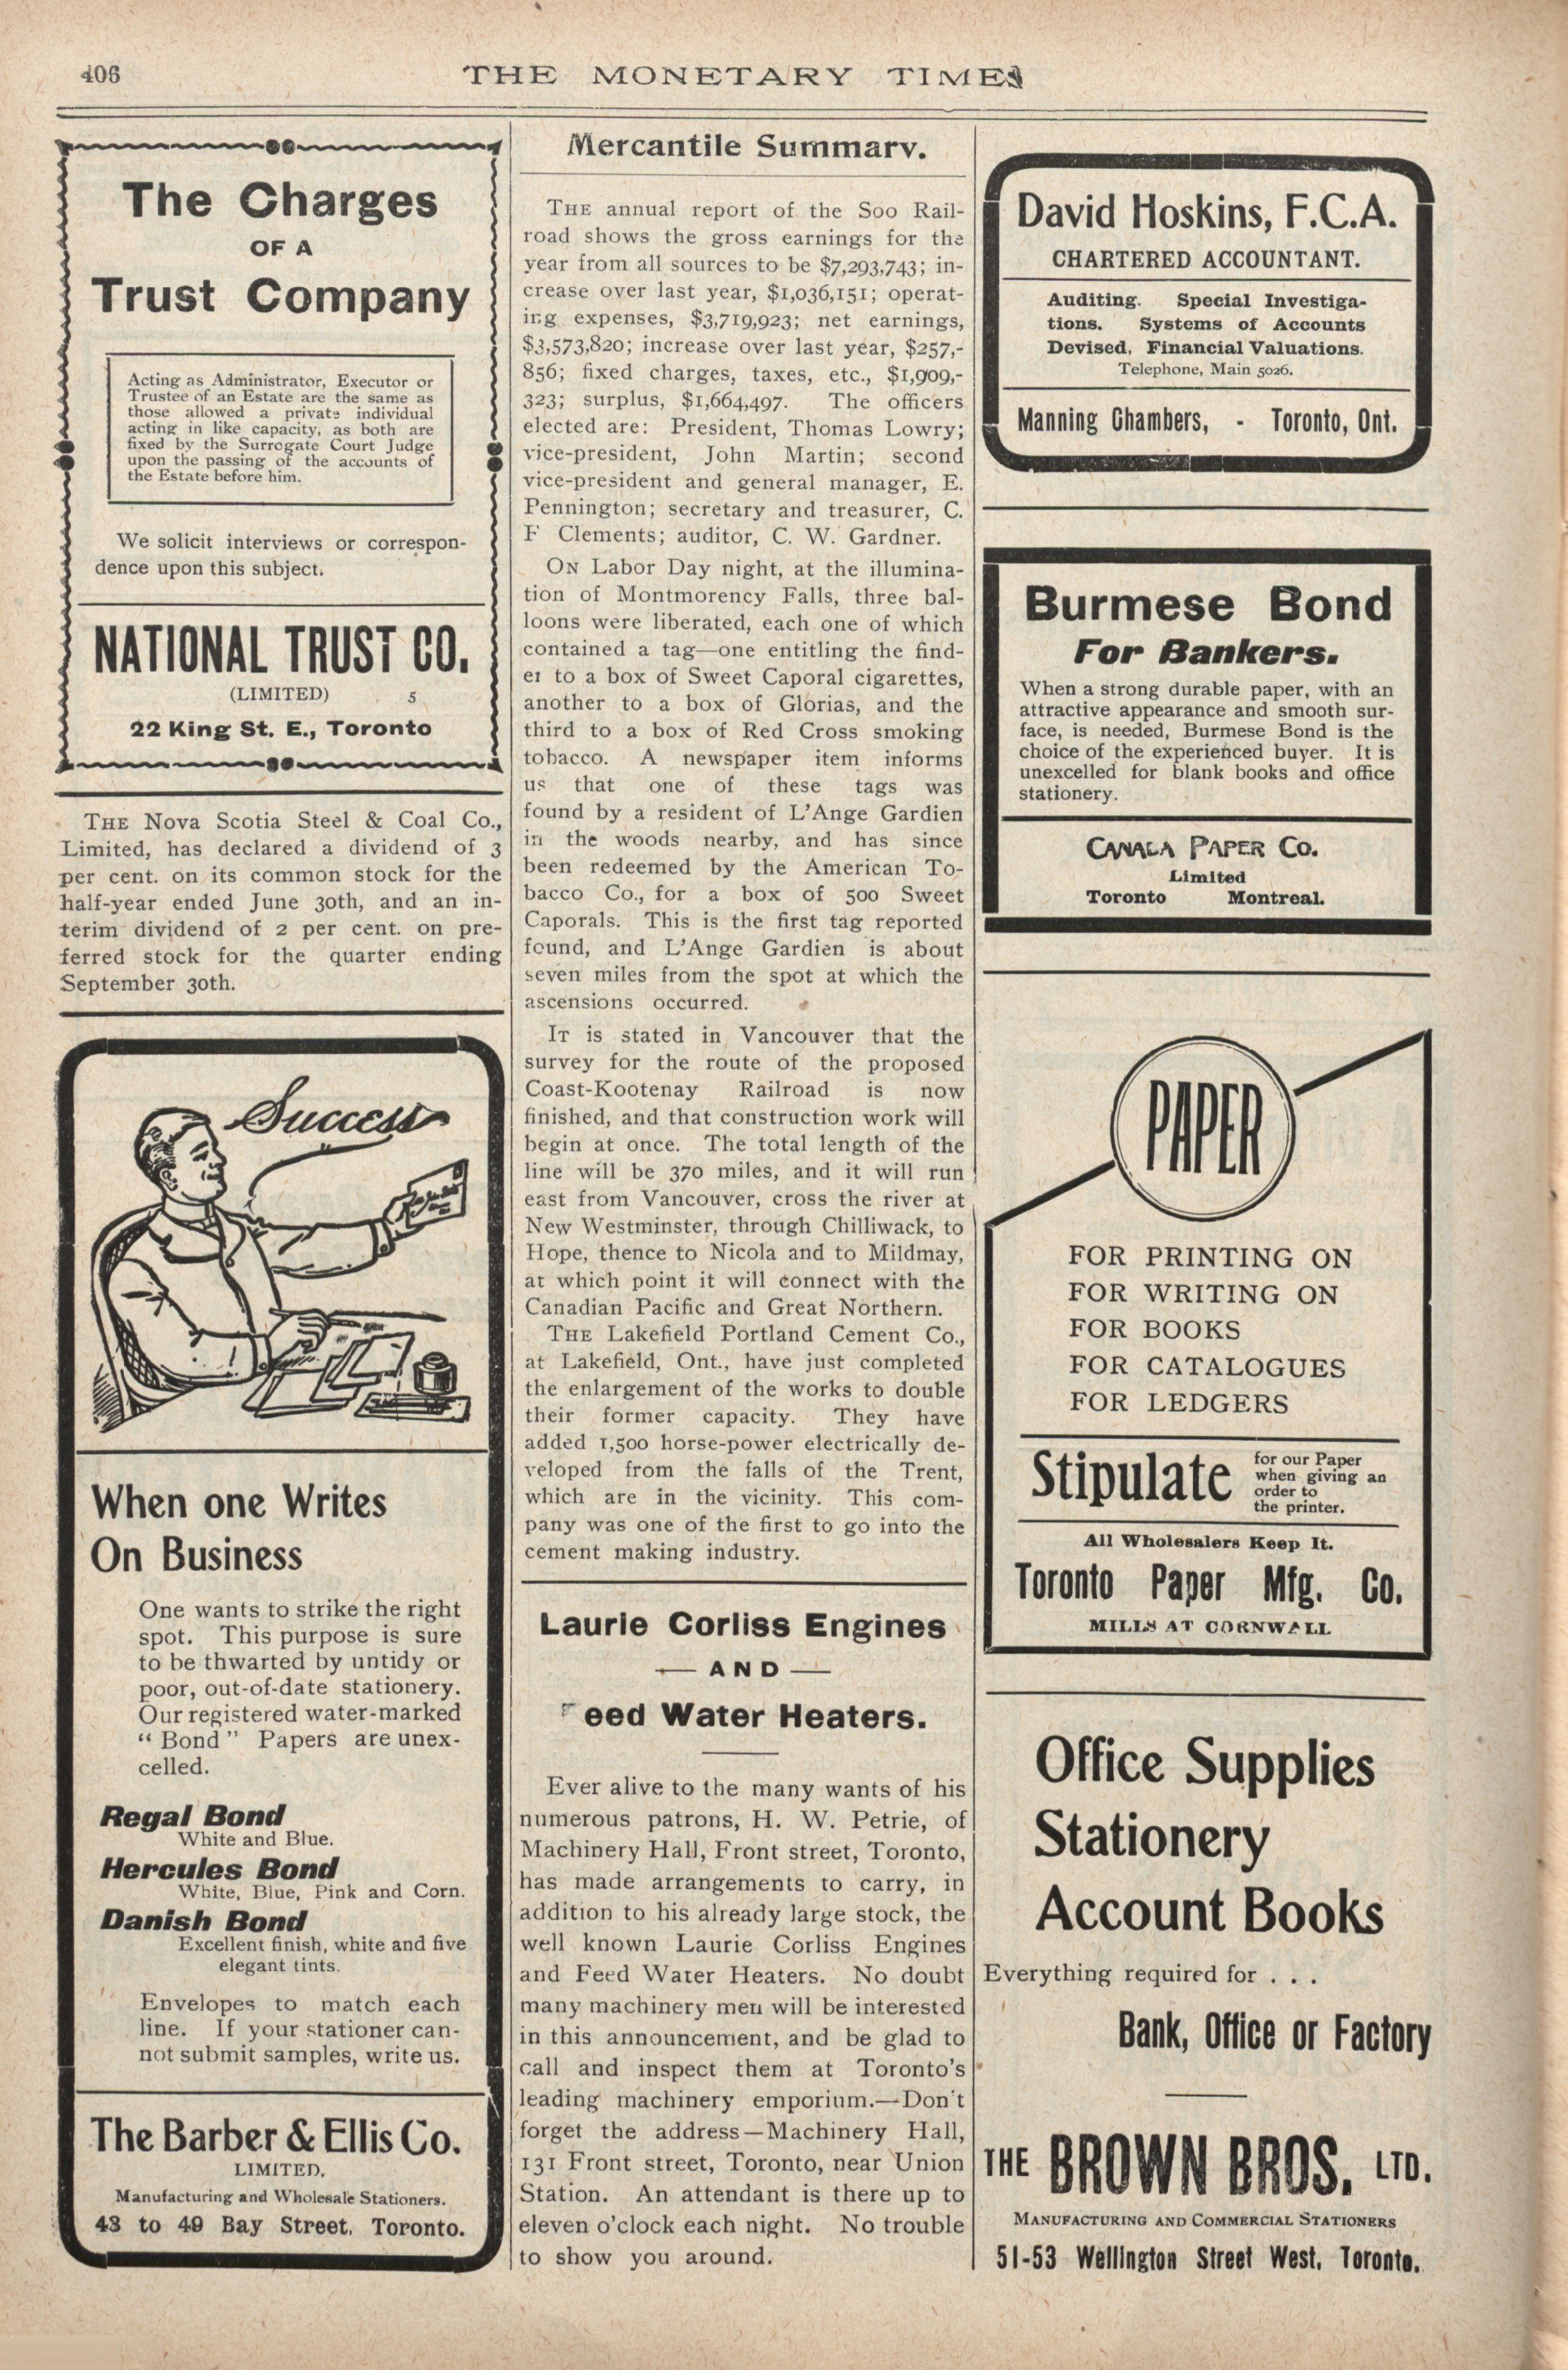 406
THE MONETARY TIMES
The Charges
OF A
Trust Company
Acting as Administrator, Executor or
Trustee of an Estate are the same as
those allowed a private individual
acting in like capacity, as both are
fixed by the Surrogate Court Judge
upon the passing of the accounts of
the Estate before him.
We solicit interviews or correspon-
dence upon this subject.
NATIONAL TRUST CO.
(LIMITED) 5
22 King St. E., Toronto
THE Nova Scotia Steel & Coal Co.,
Limited, has declared a dividend of 3
per cent. on its common stock for the
half-year ended June 30th, and an in-
terim dividend of 2 per cent. on pre-
ferred stock for the quarter ending
September 30th.
Success
When one Writes
On Business
One wants to strike the right
spot. This purpose is sure
to be thwarted by untidy or
poor, out-of-date stationery.
Our registered water-marked
“Bond” Papers are unex-
celled.
Regal Bond
White and Blue.
Hercules Bond
White, Blue, Pink and Corn.
Danish Bond
Excellent finish, white and five
elegant tints.
Envelopes to match each
line. If your stationer can-
not submit samples, write us.
The Barber & Ellis Co.
LIMITED,
Manufacturing and Wholesale Stationers.
43 to 49 Bay Street, Toronto.
Mercantile Summary.
THE annual report of the Soo Rail-
road shows the gross earnings for the
year from all sources to be $7,293,743; in-
crease over last year, $1,036,151; operat-
ing expenses, $3,719,923; net earnings,
$3,573,820; increase over last year, $257,-
856; fixed charges, taxes, etc., $1,909,-
323; surplus, $1,664,497. The officers
elected are: President, Thomas Lowry;
vice-president, John Martin; second
vice-president and general manager, E.
Pennington; secretary and treasurer, C.
F Clements; auditor, C. W. Gardner.
ON Labor Day night, at the illumina-
tion of Montmorency Falls, three bal-
loons were liberated, each one of which
contained a tag—one entitling the find-
er to a box of Sweet Caporal cigarettes,
another to a box of Glorias, and the
third to a box of Red Cross smoking
tobacco. A newspaper item informs
us that one of these tags was
found by a resident of L'Ange Gardien
in the woods nearby, and has since
been redeemed by the American To-
bacco Co., for a box of 500 Sweet
Caporals. This is the first tag reported
found, and L'Ange Gardien is about
seven miles from the spot at which the
ascensions occurred.
IT is stated in Vancouver that the
survey for the route of the proposed
Coast-Kootenay Railroad is now
finished, and that construction work will
begin at once. The total length of the
line will be 370 miles, and it will run
east from Vancouver, cross the river at
New Westminster, through Chilliwack, to
Hope, thence to Nicola and to Mildmay,
at which point it will connect with the
Canadian Pacific and Great Northern.
THE Lakefield Portland Cement Co.,
at Lakefield, Ont., have just completed
the enlargement of the works to double
their former capacity. They have
added 1,500 horse-power electrically de-
veloped from the falls of the Trent,
which are in the vicinity. This com-
pany was one of the first to go into the
cement making industry.
Laurie Corliss Engines
— AND —
Feed Water Heaters.
Ever alive to the many wants of his
numerous patrons, H. W. Petrie, of
Machinery Hall, Front street, Toronto,
has made arrangements to carry, in
addition to his already large stock, the
well known Laurie Corliss Engines
and Feed Water Heaters. No doubt
many machinery men will be interested
in this announcement, and be glad to
call and inspect them at Toronto's
leading machinery emporium.—Don't
forget the address—Machinery Hall,
131 Front street, Toronto, near Union
Station. An attendant is there up to
eleven o'clock each night. No trouble
to show you around.
David Hoskins, F.C.A.
CHARTERED ACCOUNTANT.
Auditing. Special Investiga-
tions. Systems of Accounts
Devised, Financial Valuations.
Telephone, Main 5026.
Manning Chambers, - Toronto, Ont.
Burmese Bond
For Bankers.
When a strong durable paper, with an
attractive appearance and smooth sur-
face, is needed, Burmese Bond is the
choice of the experienced buyer. It is
unexcelled for blank books and office
stationery.
CANADA PAPER CO.
Limited
Toronto Montreal.
PAPER
FOR PRINTING ON
FOR WRITING ON
FOR BOOKS
FOR CATALOGUES
FOR LEDGERS
Stipulate
for our Paper
when giving an
order to
the printer.
All Wholesalers Keep It.
Toronto Paper Mfg. Co.
MILLS AT CORNWALL
Office Supplies
Stationery
Account Books
Everything required for . . .
Bank, Office or Factory
THE BROWN BROS. LTD.
MANUFACTURING AND COMMERCIAL STATIONERS
51-53 Wellington Street West, Toronto.